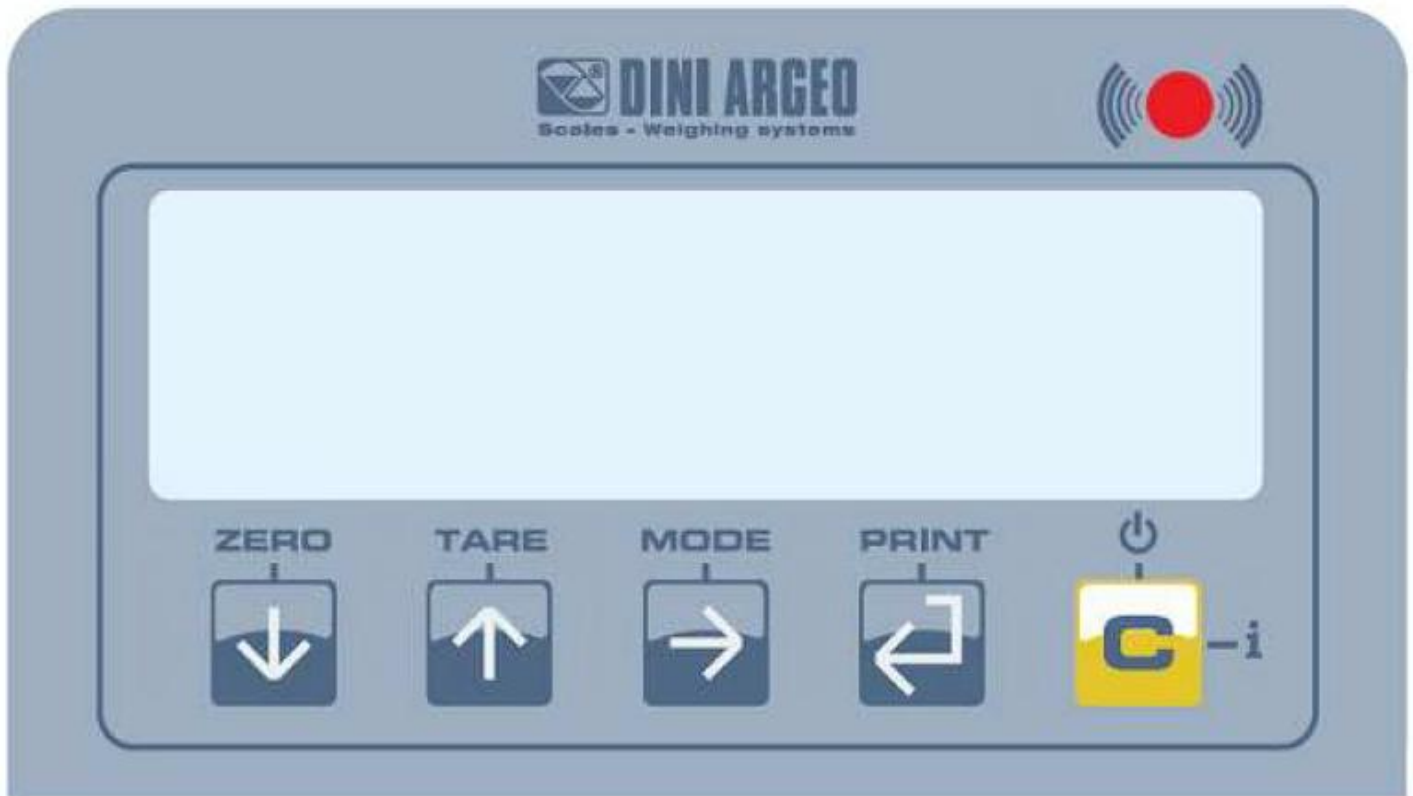 ® DINI ARGEO
Scales - Weighing systems
ZERO TARE MODE PRINT
C - i